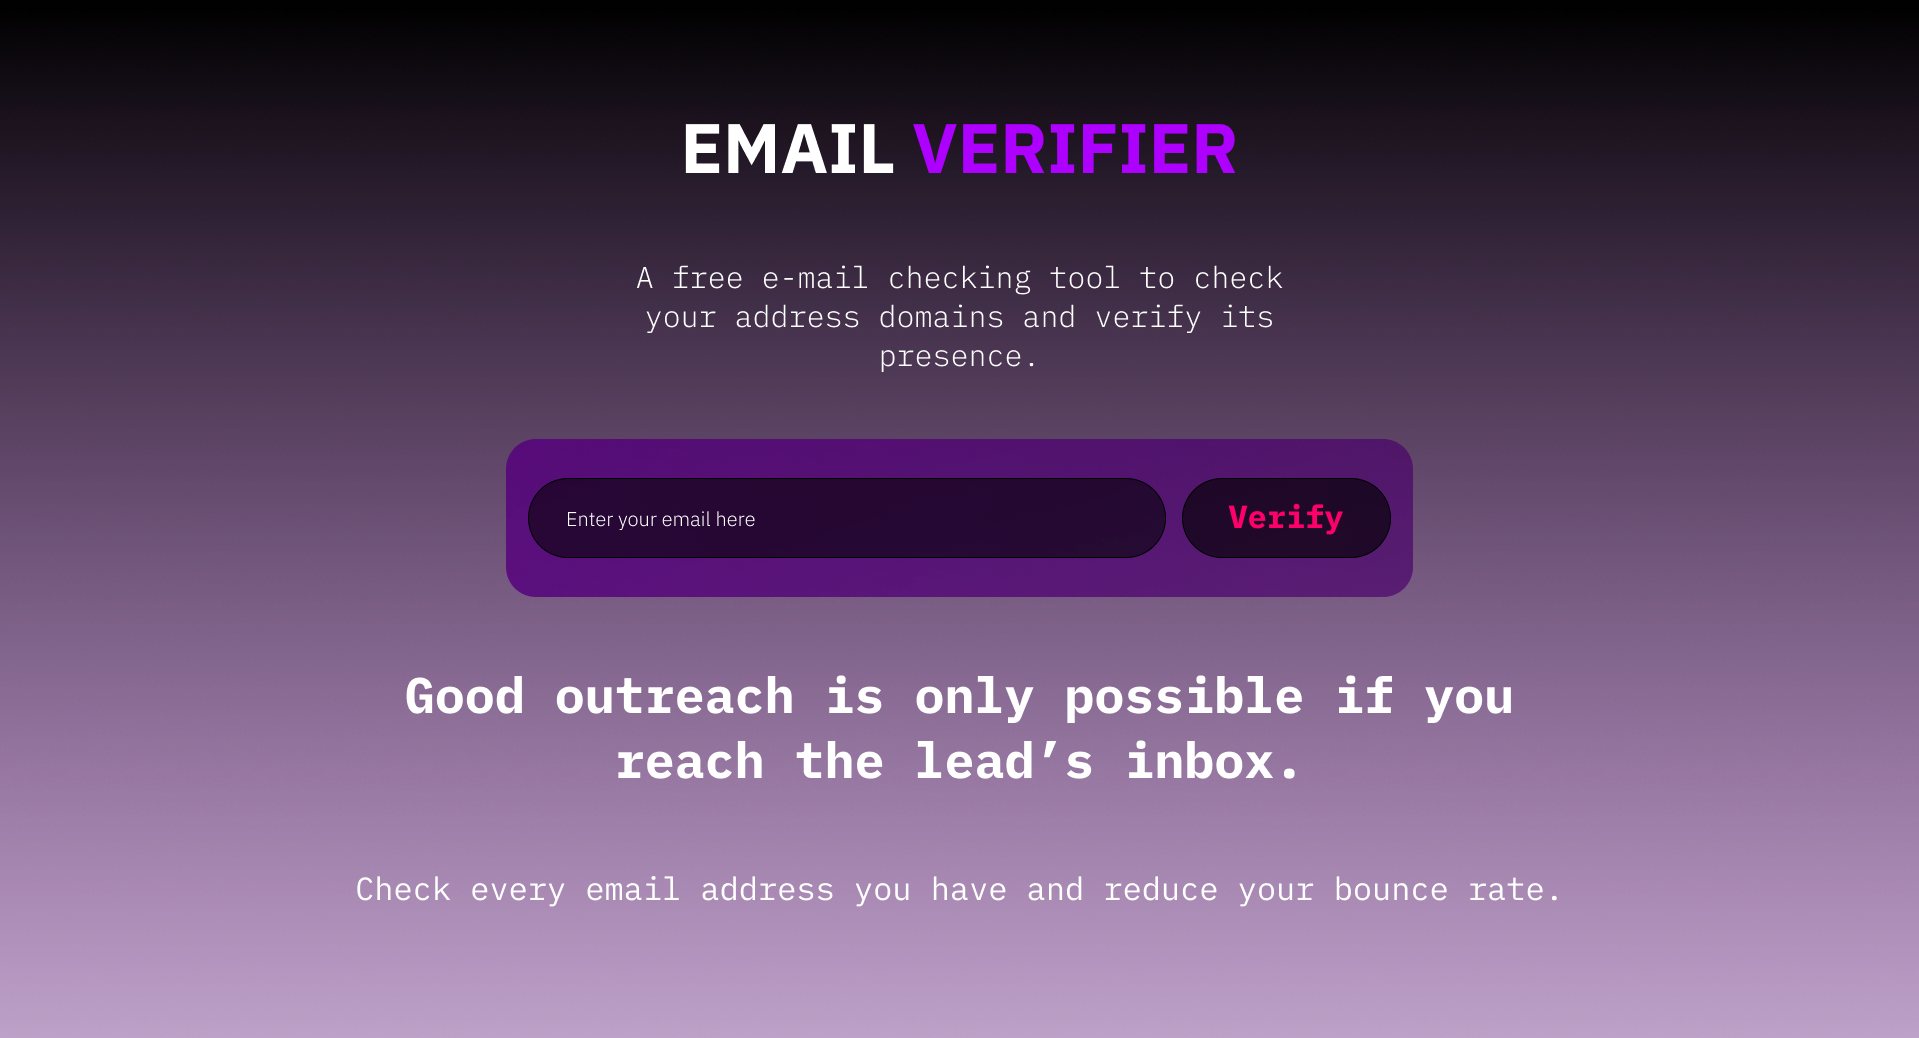 EMAIL VERIFIER
A free e-mail checking tool to check
your address domains and verify its
presence.
Enter your email here
Verify
Good outreach is only possible if you
reach the lead’s inbox.
Check every email address you have and reduce your bounce rate.